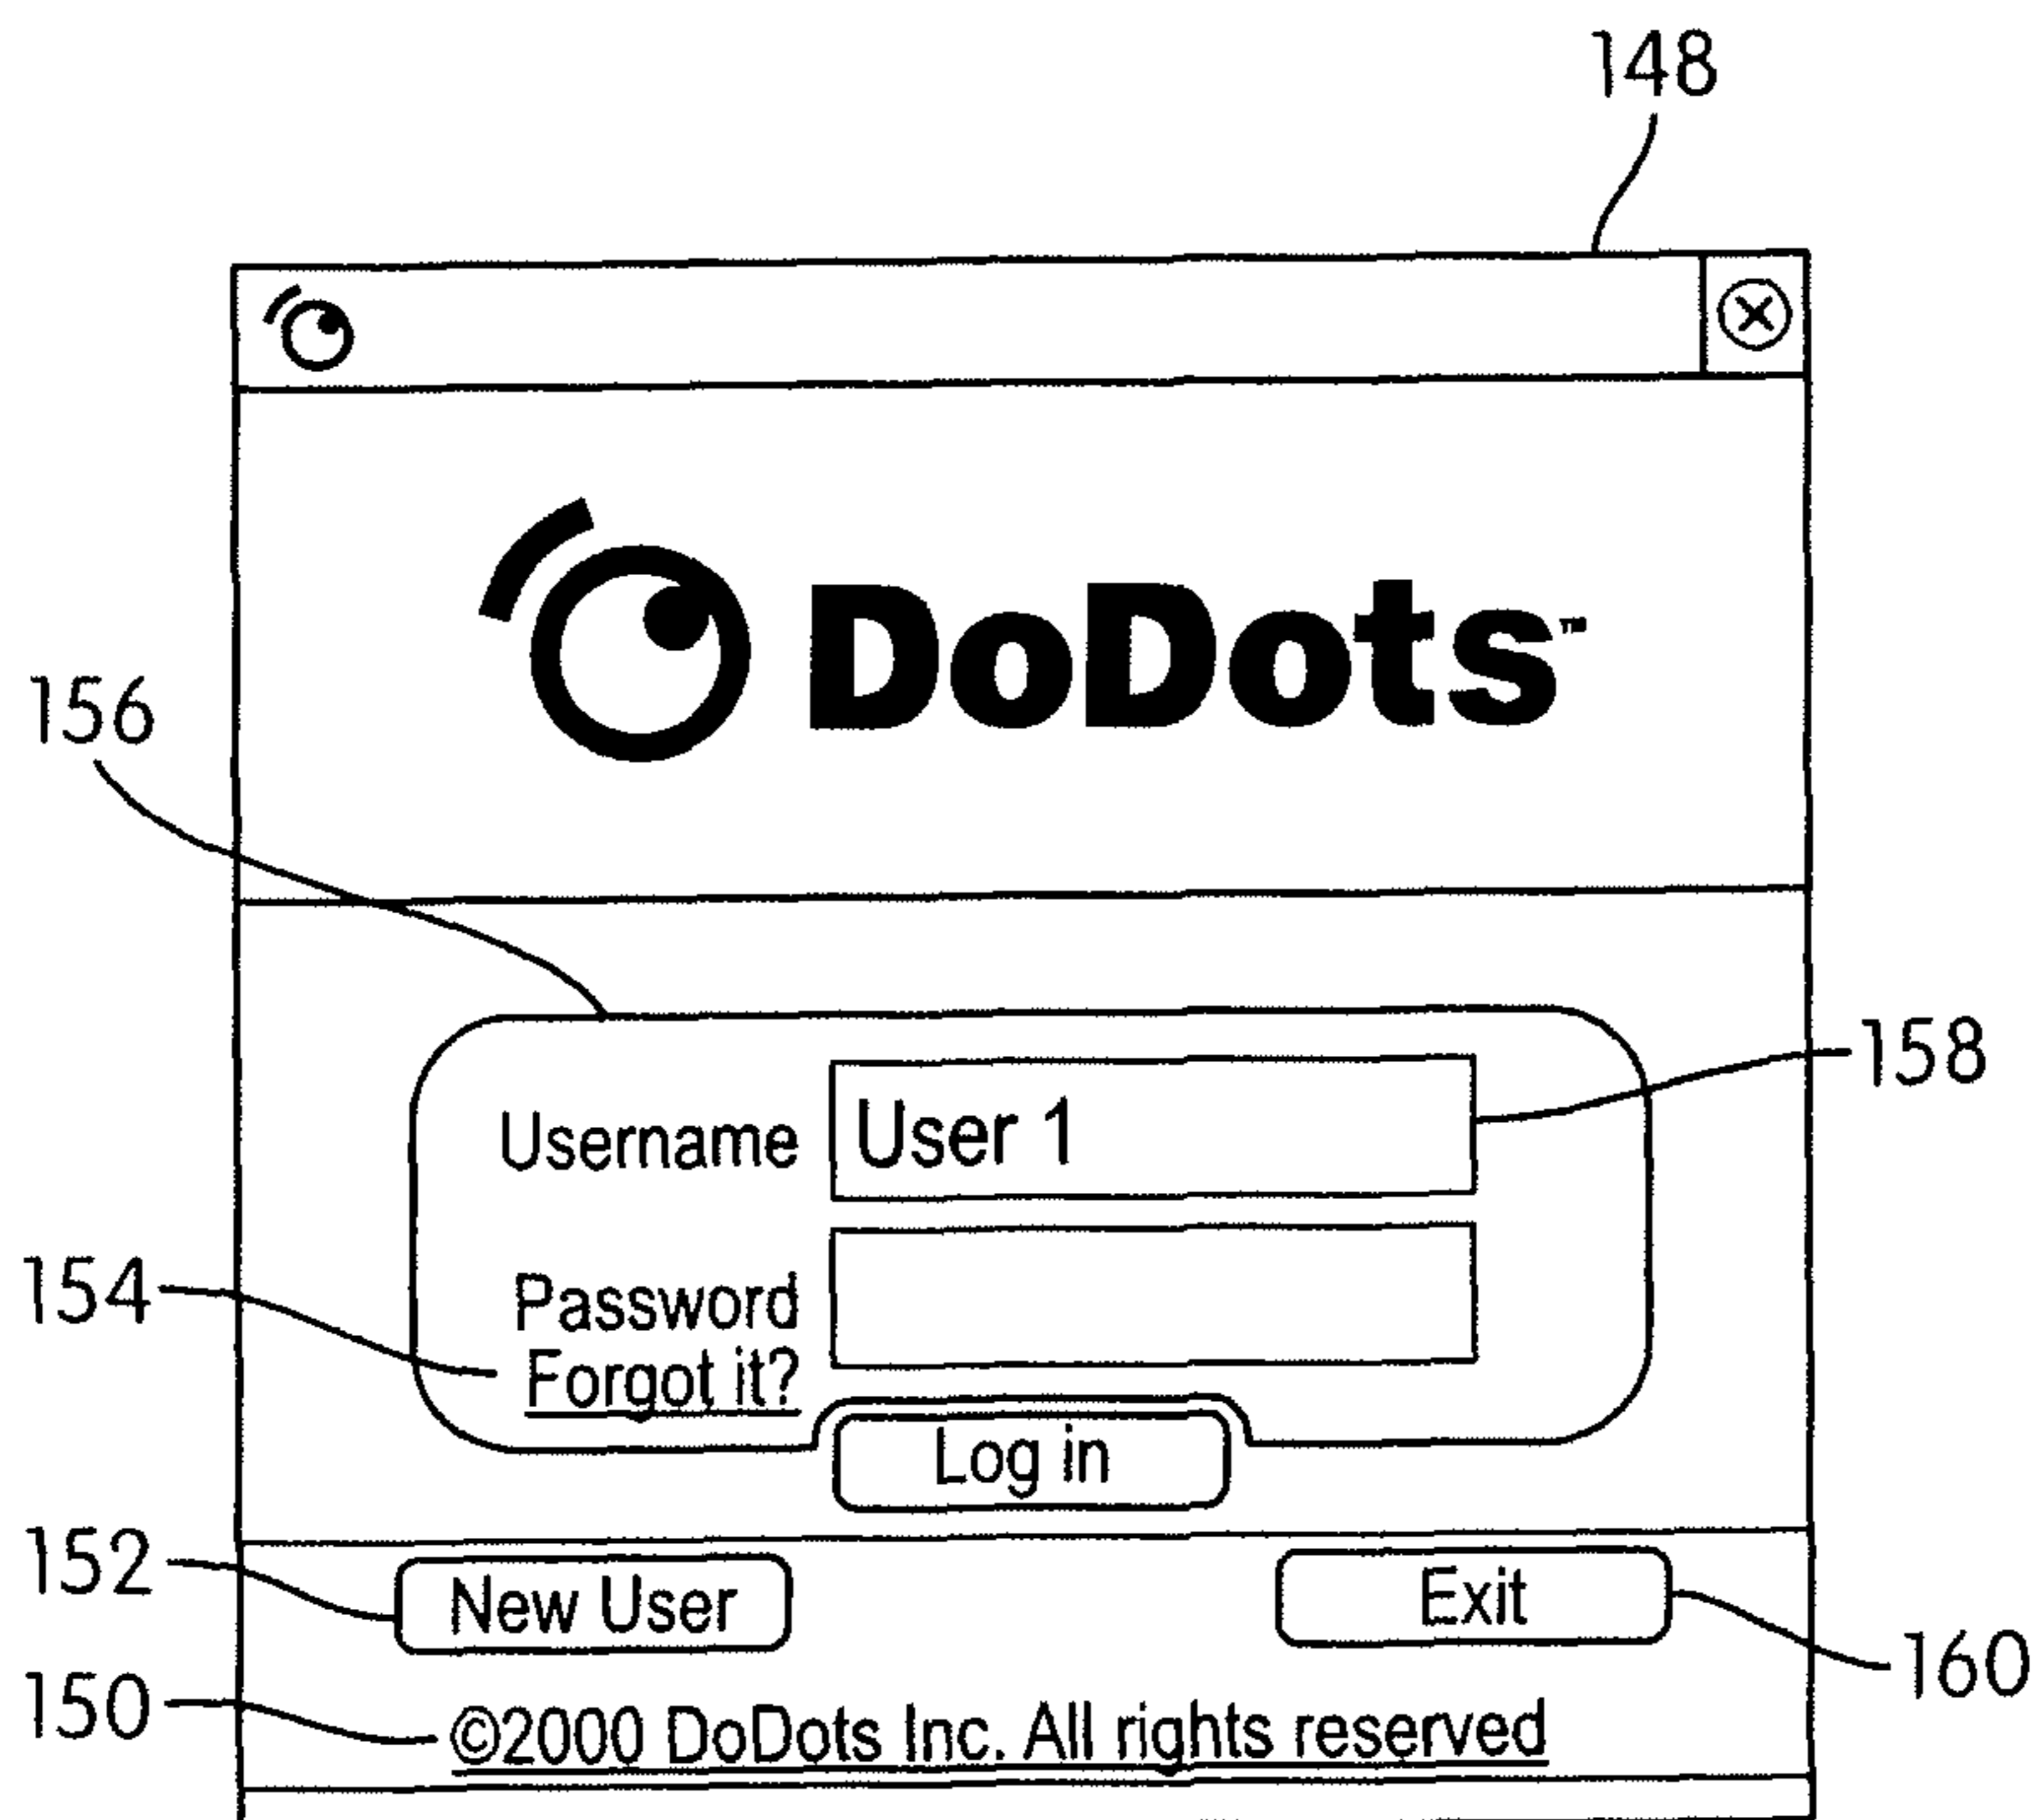 148
DoDots™
156
Username User 1
158
Password
154
Forgot it?
Log in
152
New User
Exit
160
150
©2000 DoDots Inc. All rights reserved